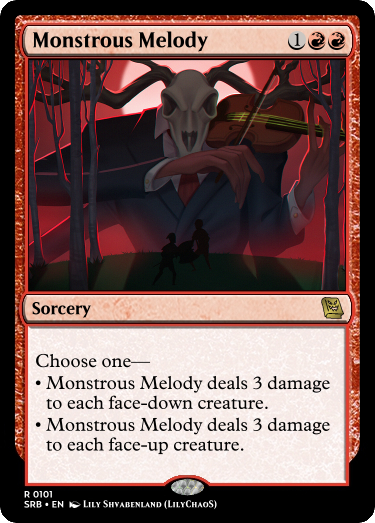 Monstrous Melody 1
Sorcery
Choose one—
• Monstrous Melody deals 3 damage
to each face-down creature.
• Monstrous Melody deals 3 damage
to each face-up creature.
R 0101
SRB • EN Lily Shvabenland (LilyChaoS)